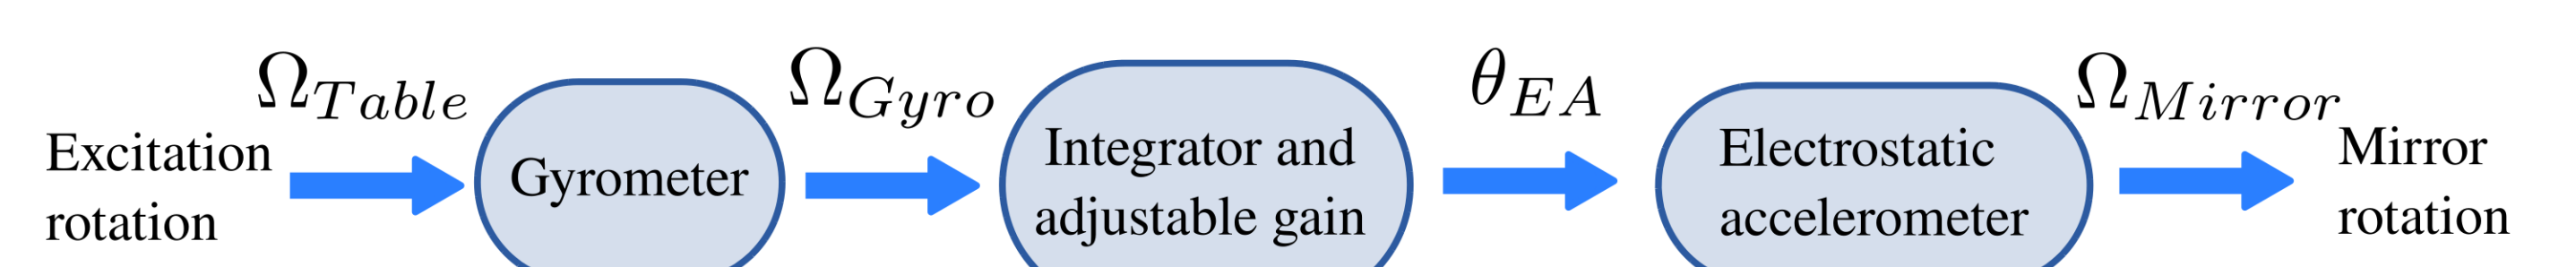 Excitation
rotation
Ω_Table
Gyrometer
Ω_Gyro
Integrator and
adjustable gain
θ_EA
Electrostatic
accelerometer
Ω_Mirror
Mirror
rotation